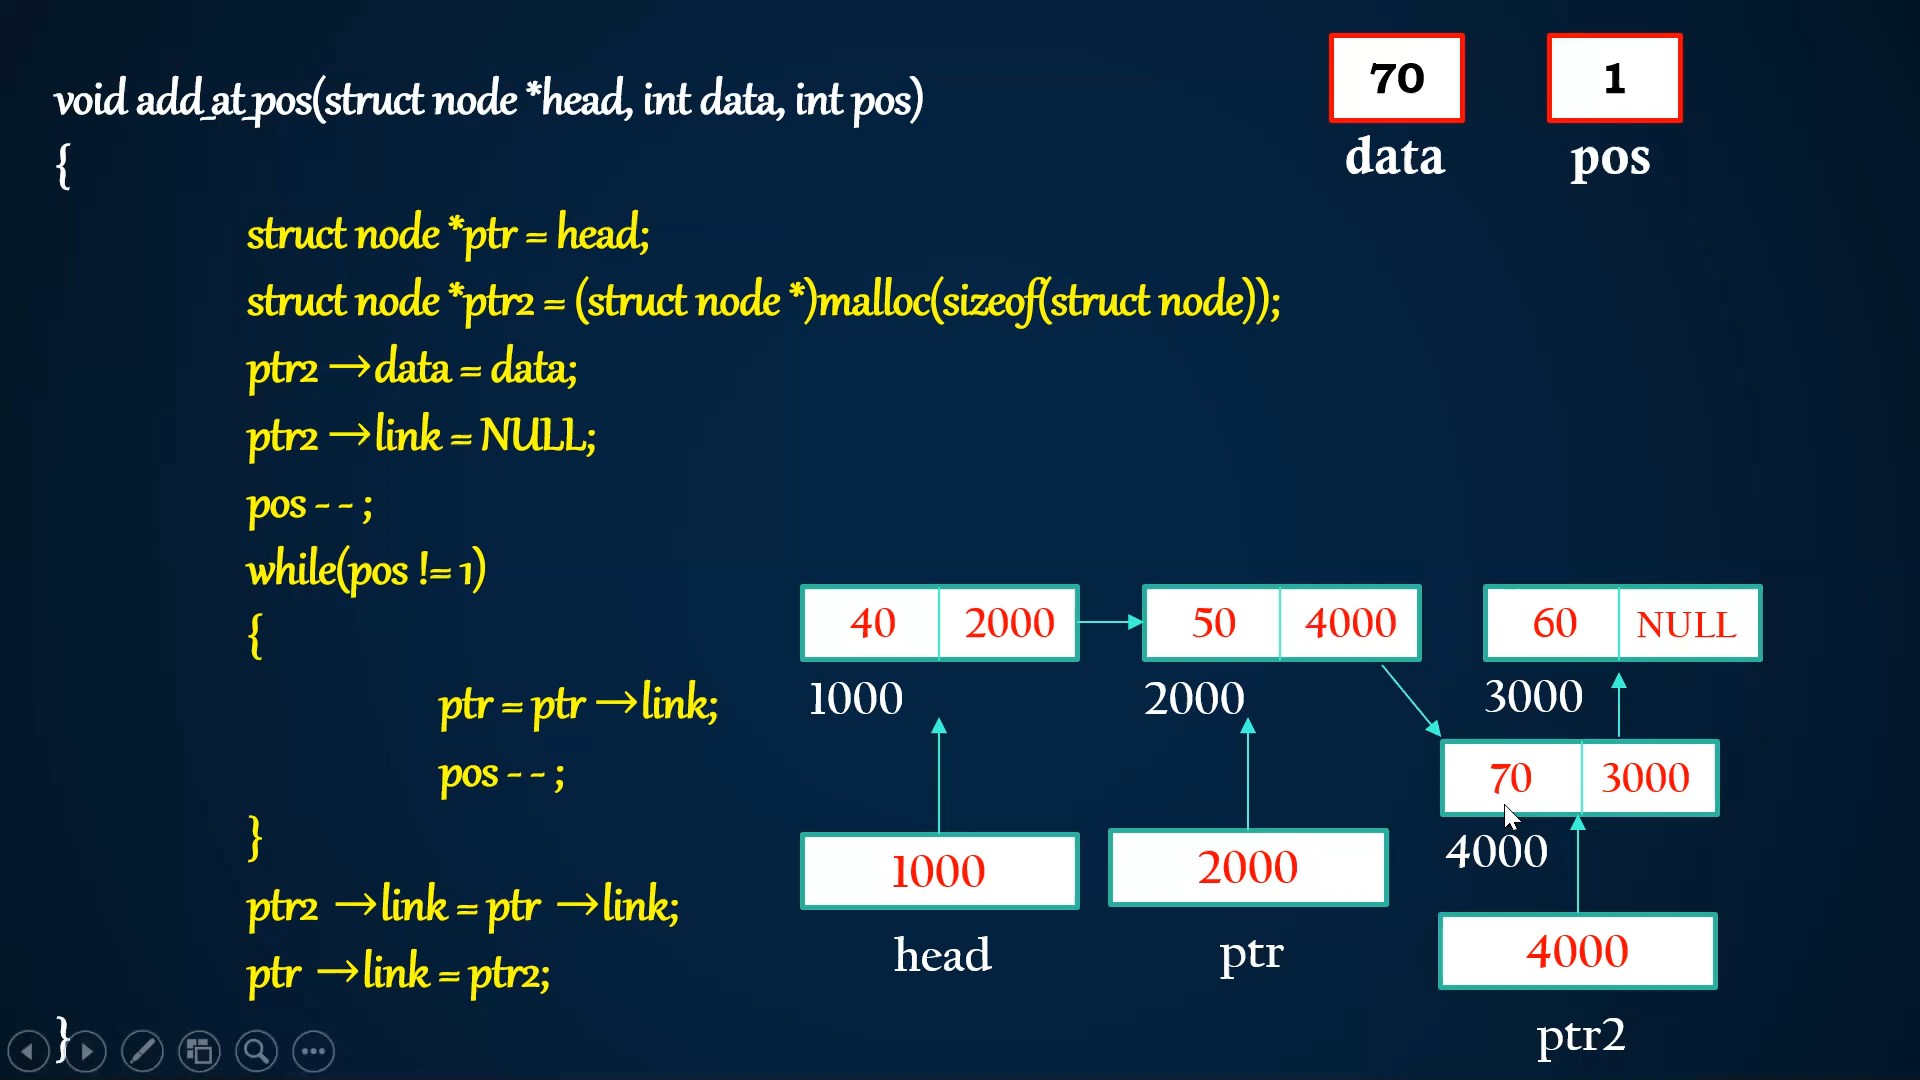 void add_at_pos(struct node *head, int data, int pos)
{
struct node *ptr = head;
struct node *ptr2 = (struct node *)malloc(sizeof(struct node));
ptr2 →data = data;
ptr2 →link = NULL;
pos - - ;
while(pos != 1)
{
ptr = ptr →link;
pos - - ;
}
ptr2 →link = ptr →link;
ptr →link = ptr2;
}
70 1
data pos
40 2000 50 4000 60 NULL
1000 2000 3000
70 3000
4000
1000 2000
head ptr
4000
ptr2